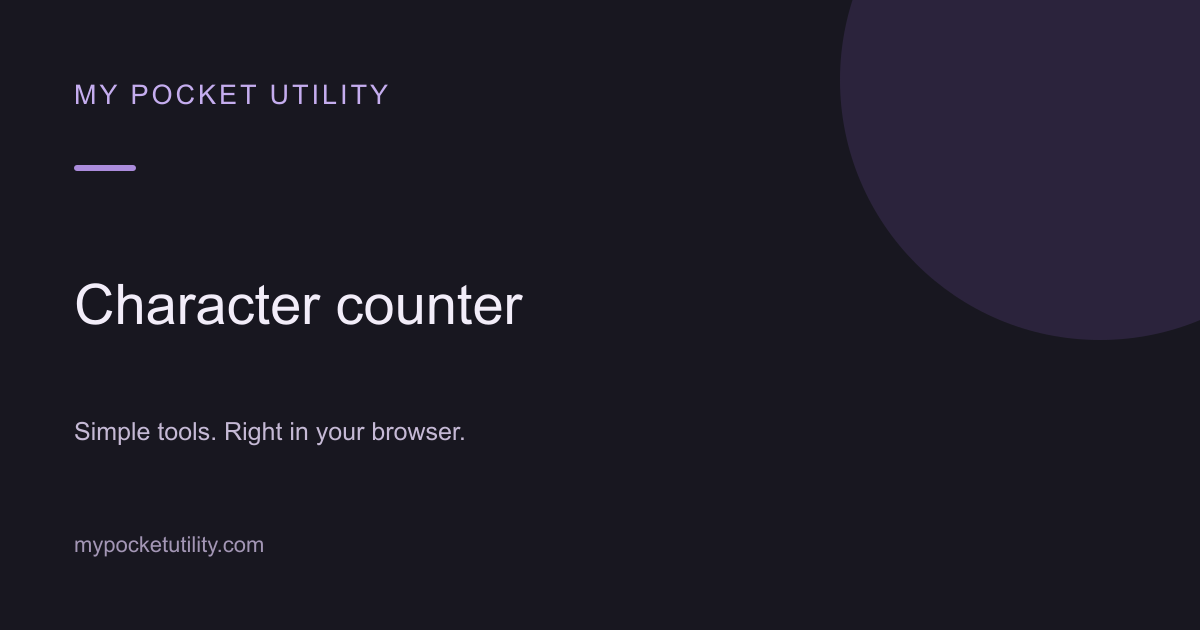 MY POCKET UTILITY
Character counter
Simple tools. Right in your browser.
mypocketutility.com